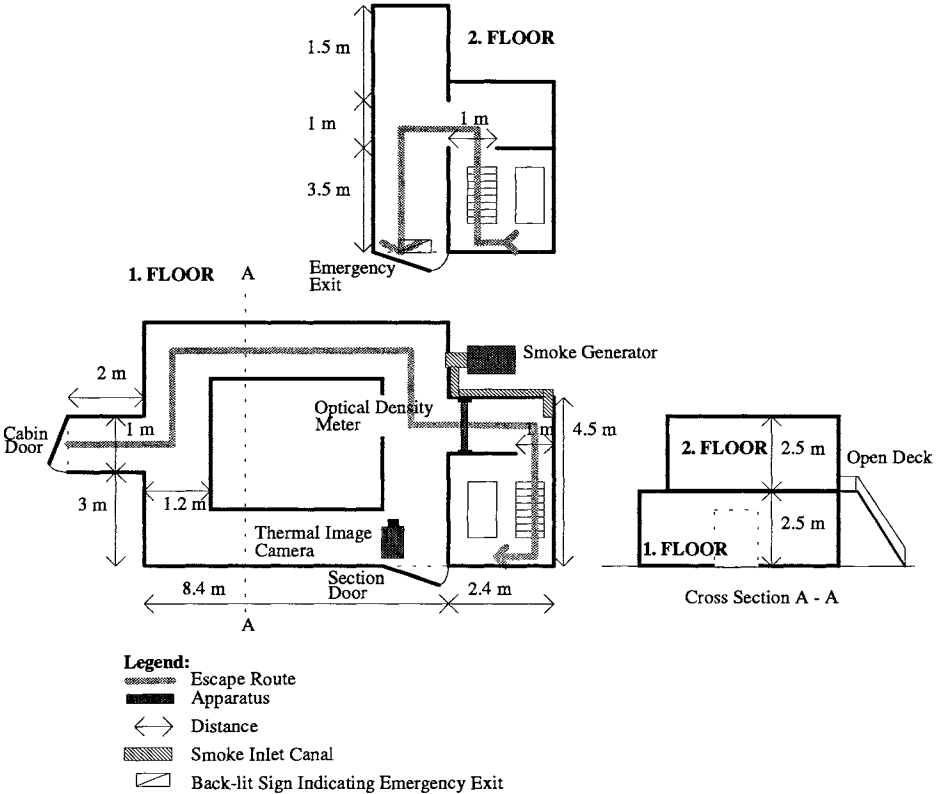 1.5 m
2. FLOOR
1 m
1 m
3.5 m
Emergency
Exit
1. FLOOR
A
2 m
Smoke Generator
Cabin
Door
1 m
Optical Density
Meter
1 m
4.5 m
3 m
1.2 m
Thermal Image
Camera
Section
Door
8.4 m
2.4 m
A
2. FLOOR
2.5 m
Open Deck
1. FLOOR
2.5 m
Cross Section A - A
Legend:
Escape Route
Apparatus
Distance
Smoke Inlet Canal
Back-lit Sign Indicating Emergency Exit